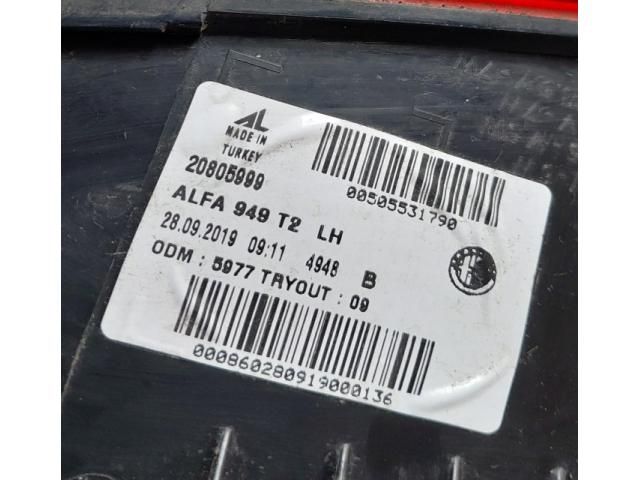 AL
MADE IN
TURKEY
20805999
00505531790
ALFA 949 T2 LH
28.09.2019 09:11 4948 B
ODM : 5977 TRYOUT : 09
000860280919000136